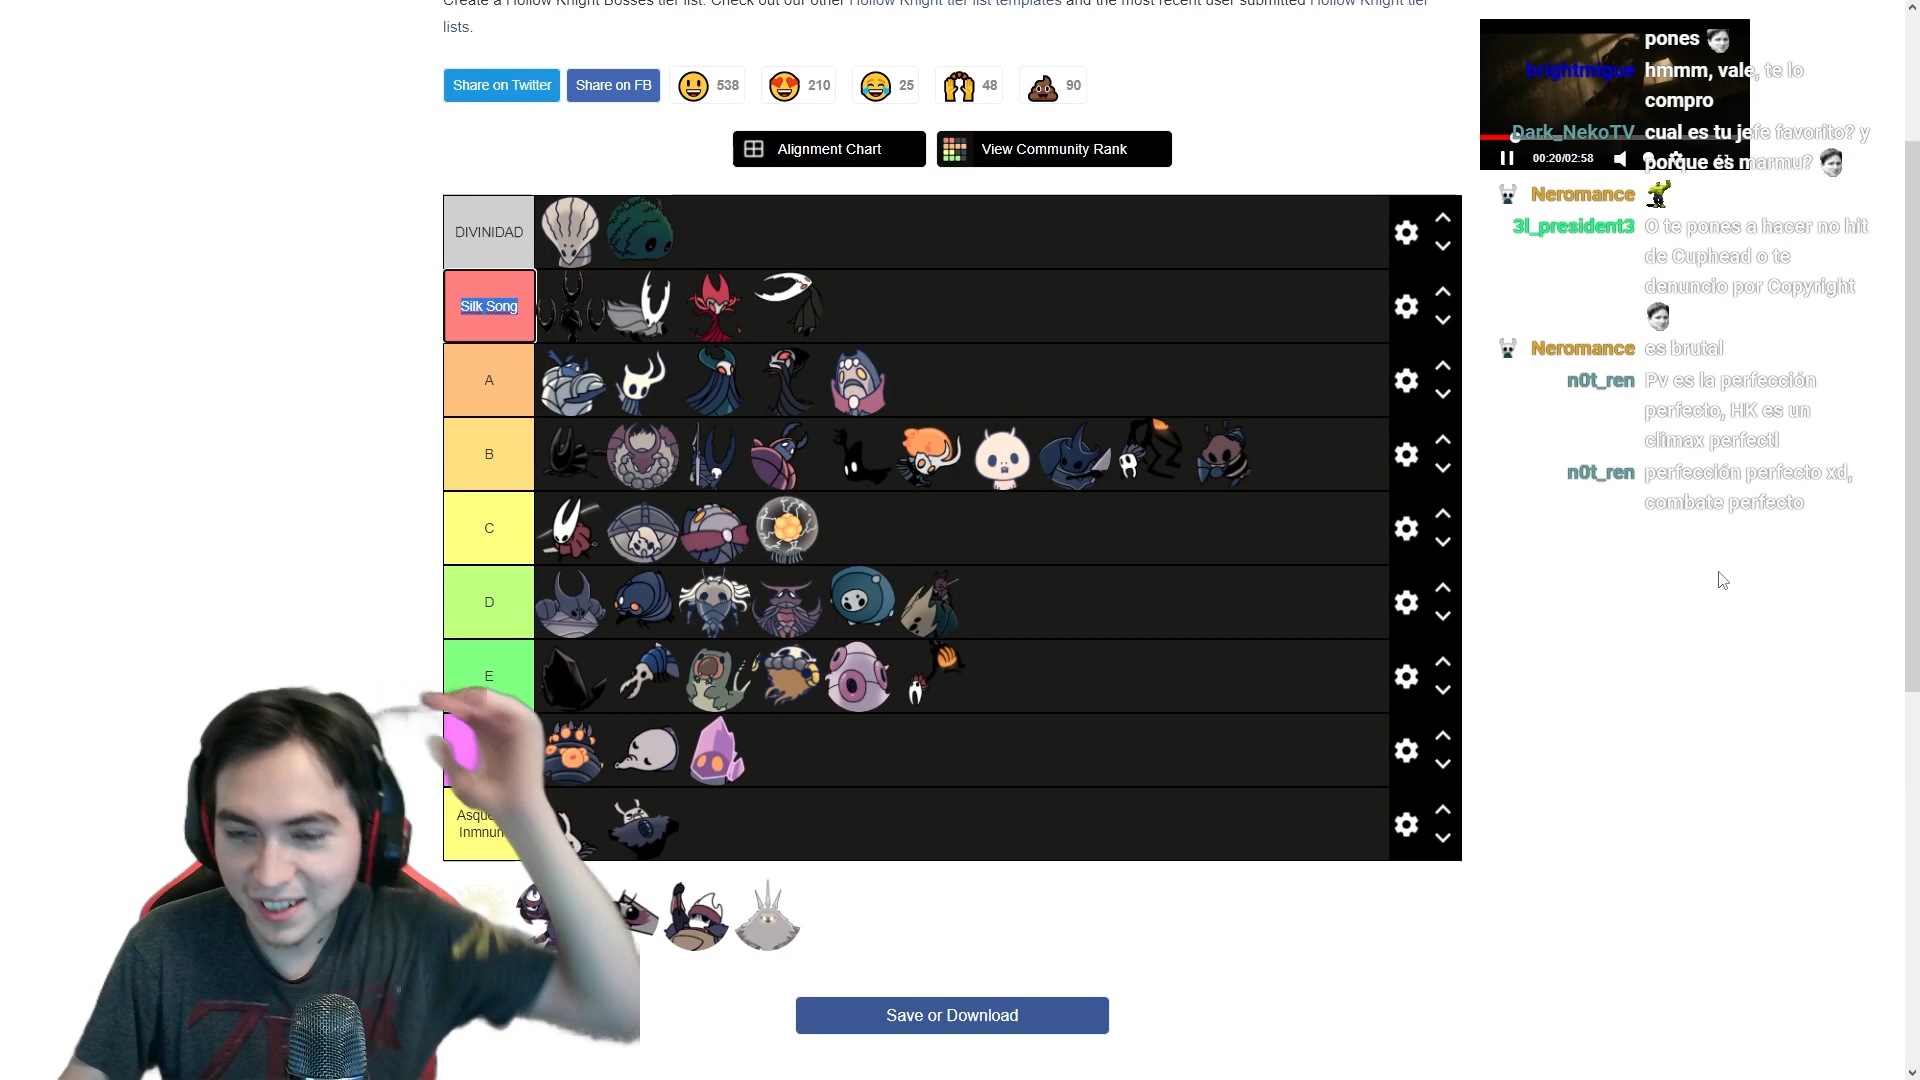 Create a Hollow Knight Bosses tier list. Check out our other Hollow Knight tier list templates and the most recent user submitted Hollow Knight tier
lists.
Share on Twitter
Share on FB
538
210
25
48
90
Alignment Chart
View Community Rank
DIVINIDAD
Silk Song
A
B
C
D
E
Inmnun
Save or Download
00:20/02:58
pones
brightmigue hmmm, vale, te lo
compro
Dark_NekoTV cual es tu jefe favorito? y
porque es marmu?
Neromance
3l_president3 O te pones a hacer no hit
de Cuphead o te
denuncio por Copyright
Neromance es brutal
n0t_ren Pv es la perfección
perfecto, HK es un
climax perfectl
n0t_ren perfección perfecto xd,
combate perfecto